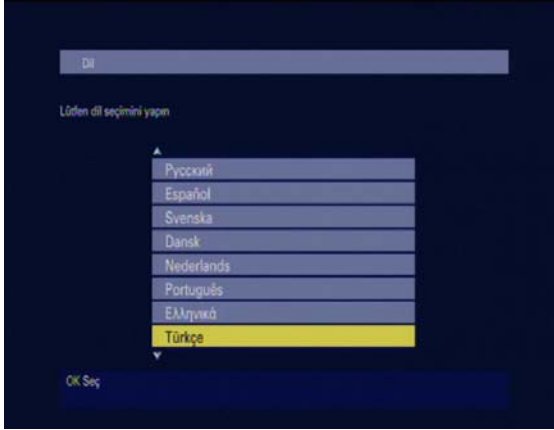 Dil
Lütfen dil seçimini yapın
Русский
Español
Svenska
Dansk
Nederlands
Português
Ελληνικά
Türkçe
OK Seç